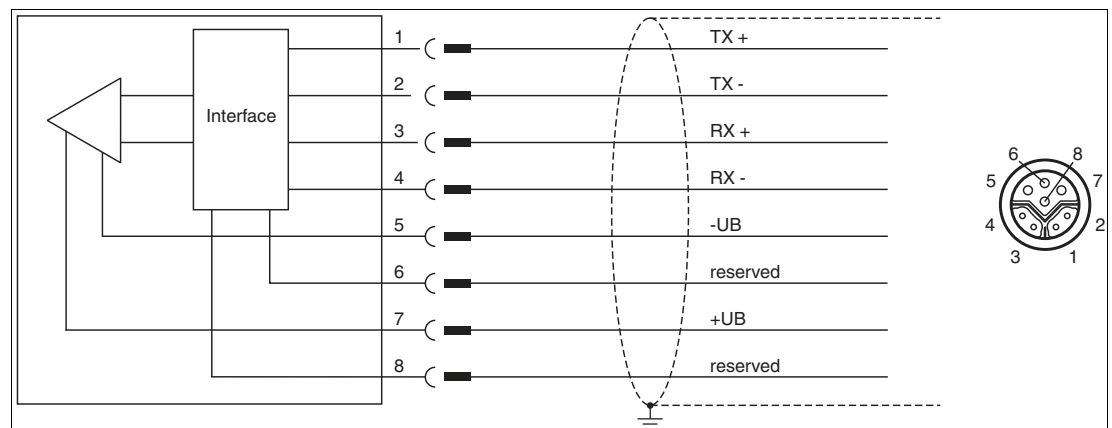 1 TX +
2 TX -
Interface
3 RX +
4 RX -
5 -UB
6 reserved
7 +UB
8 reserved
6 8
5 7
4 2
3 1